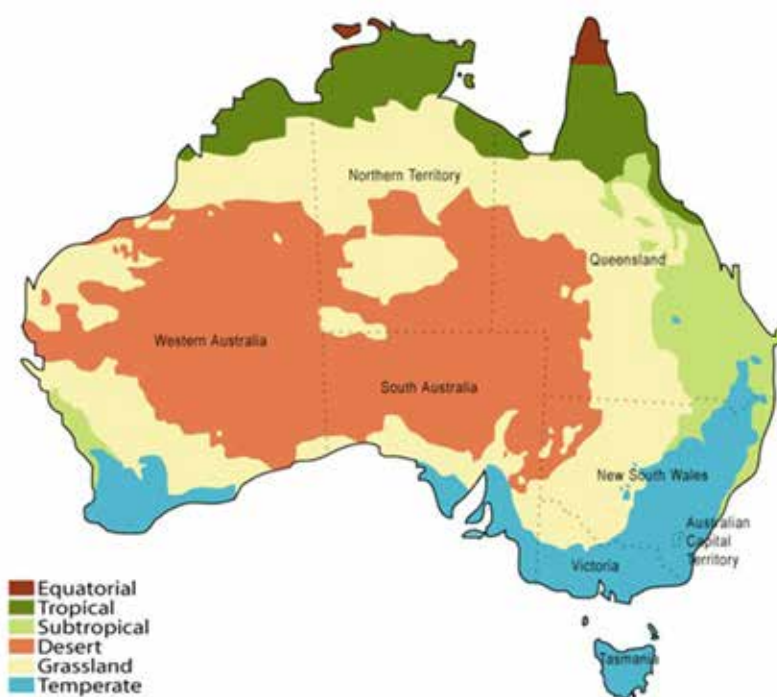 Northern Territory
Queensland
Western Australia
South Australia
New South Wales
Australian
Capital
Territory
Victoria
Tasmania
Equatorial
Tropical
Subtropical
Desert
Grassland
Temperate